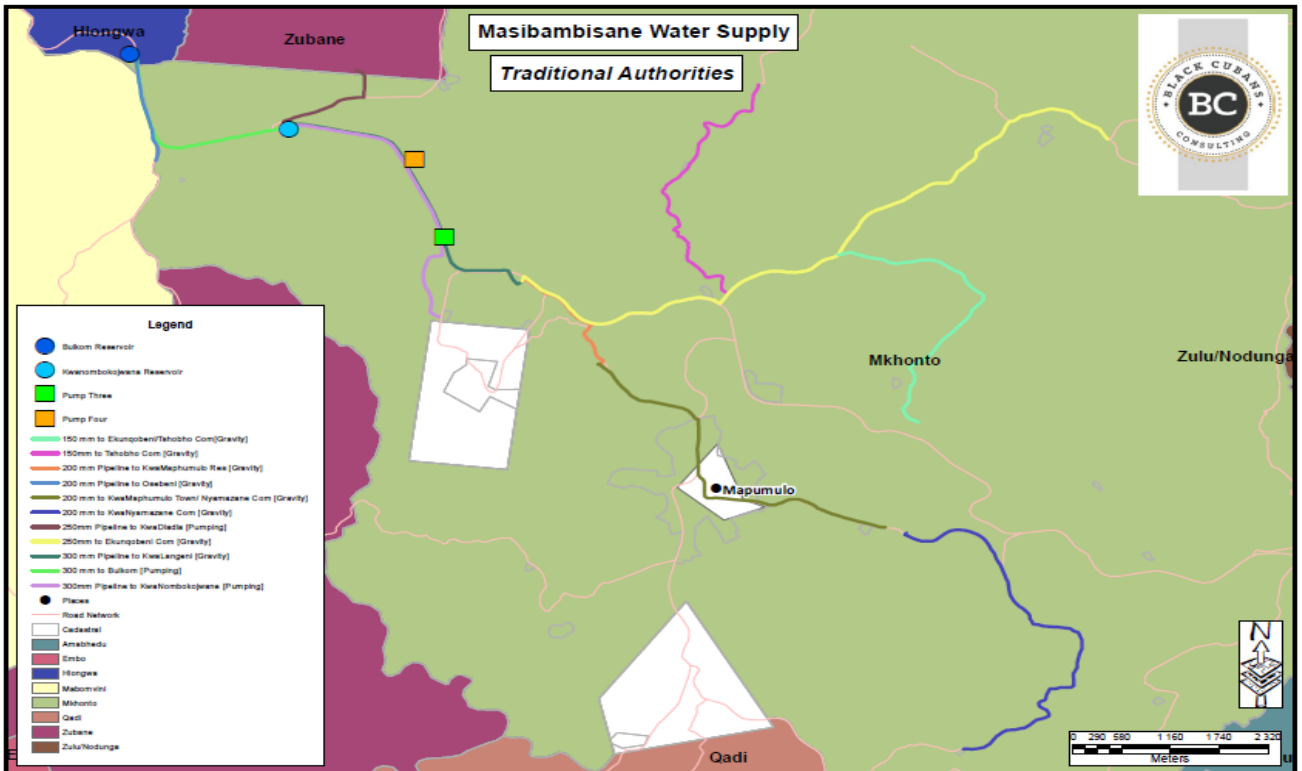 Masibambisane Water Supply
Traditional Authorities
Hlongwa
Zubane
BLACK CUBANS
BC
CONSULTING
Mkhonto
Zulu/Nodunga
Mapumulo
Qadi
Legend
Bulkom Reservoir
Kwanombokojwana Reservoir
Pump Three
Pump Four
150 mm to Ekunqobeni/Tshobho Com[Gravity]
150mm to Tshobho Com [Gravity]
200 mm Pipeline to KwaMaphumulo Res [Gravity]
200 mm Pipeline to Osebeni [Gravity]
200 mm to KwaMaphumulo Town/ Nyamazane Com [Gravity]
200 mm to KwaNyamazane Com [Gravity]
250mm Pipeline to KwaDladla [Pumping]
250mm to Ekunqobeni Com [Gravity]
300 mm Pipeline to KwaLangeni [Gravity]
300 mm to Bulkom [Pumping]
300mm Pipeline to KwaNombokojwane [Pumping]
Places
Road Network
Cadastral
Amabhedu
Embo
Hlongwa
Mabomvini
Mkhonto
Qadi
Zubane
Zulu/Nodunga
N
0 290 580 1 160 1 740 2 320
Meters